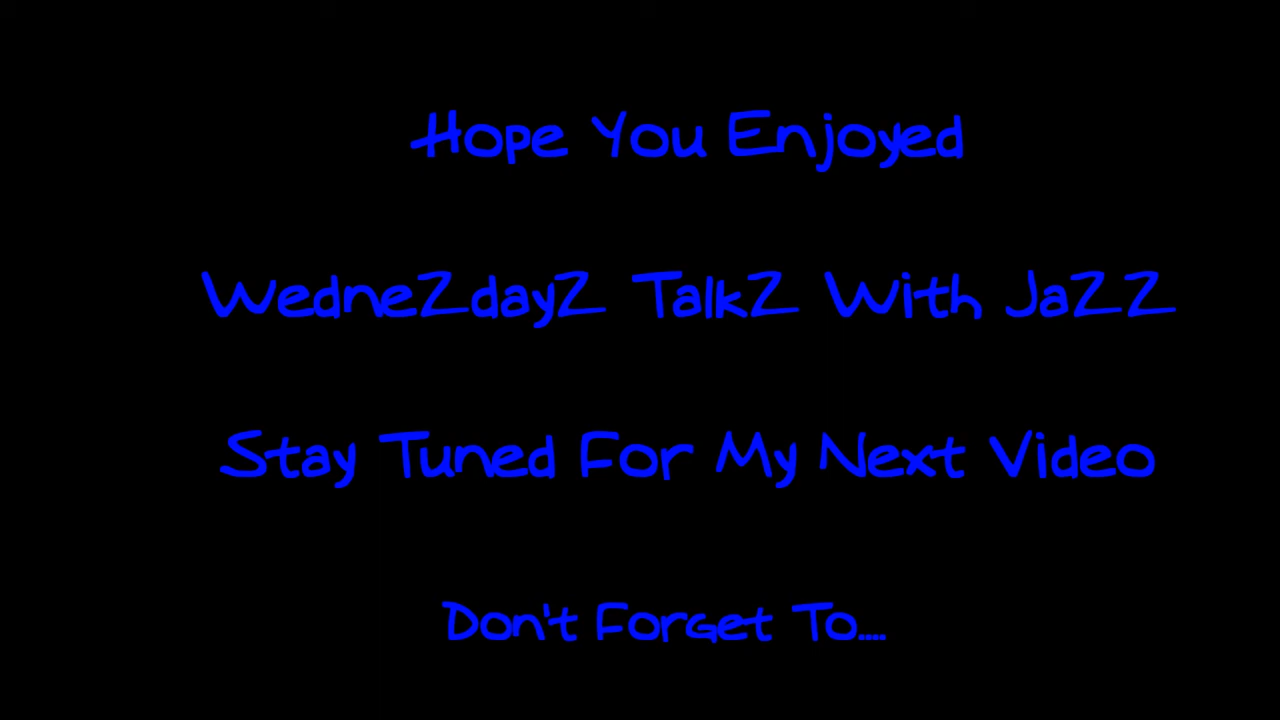 Hope You Enjoyed
WedneZdayZ TalkZ With JaZZ
Stay Tuned For My Next Video
Don't Forget To....